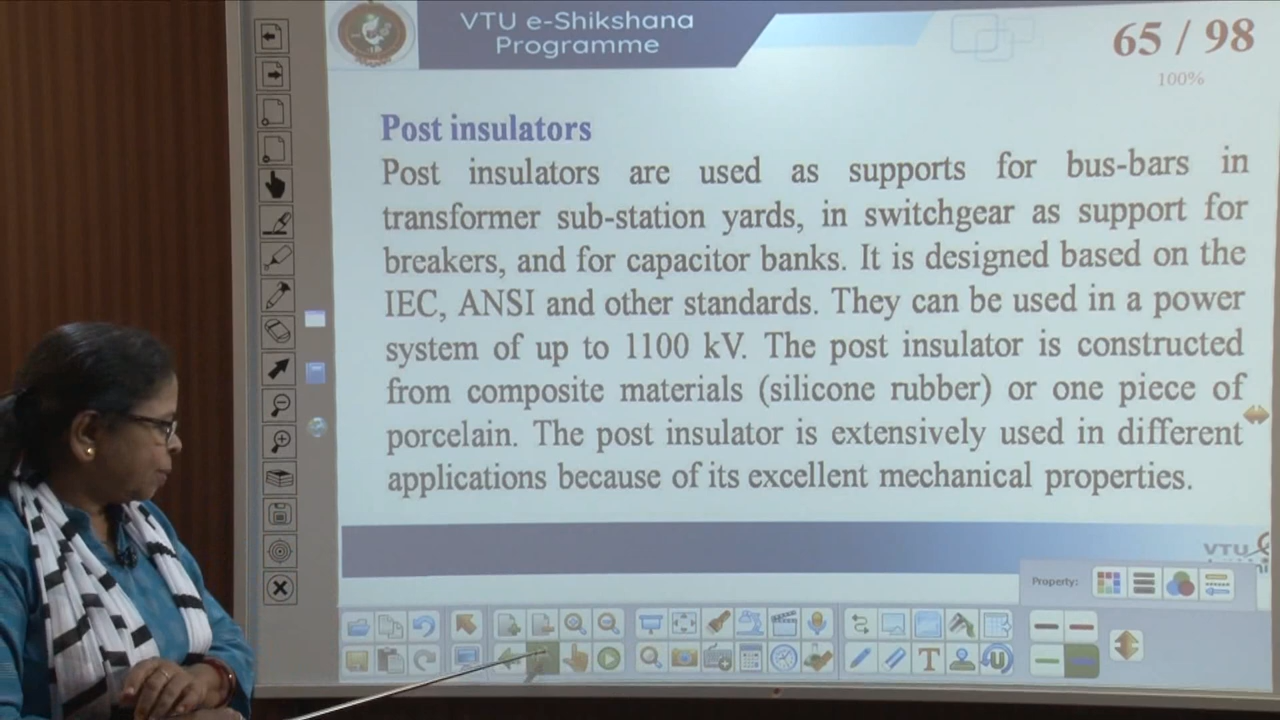 VTU e-Shikshana
Programme
65 / 98
100%
Post insulators
Post insulators are used as supports for bus-bars in
transformer sub-station yards, in switchgear as support for
breakers, and for capacitor banks. It is designed based on the
IEC, ANSI and other standards. They can be used in a power
system of up to 1100 kV. The post insulator is constructed
from composite materials (silicone rubber) or one piece of
porcelain. The post insulator is extensively used in different
applications because of its excellent mechanical properties.
VTU
Property: